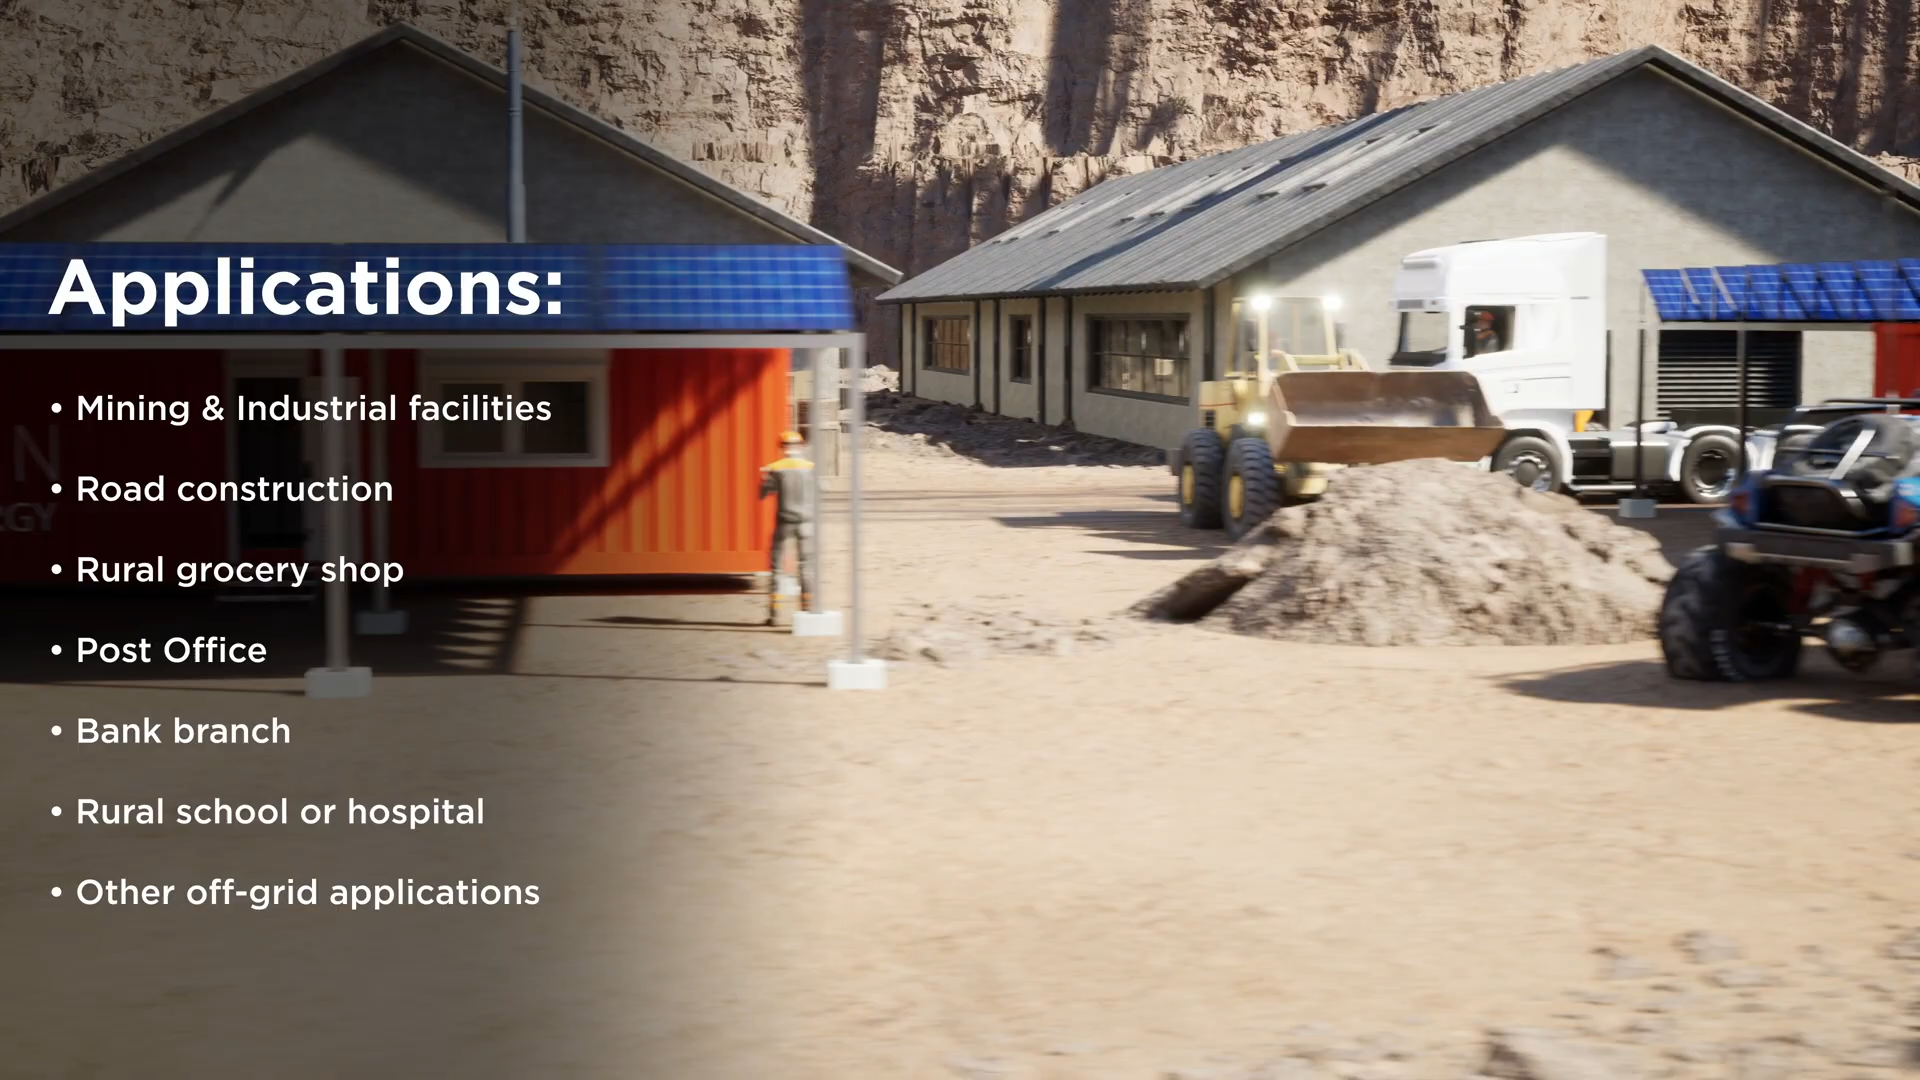 Applications:
• Mining & Industrial facilities
• Road construction
• Rural grocery shop
• Post Office
• Bank branch
• Rural school or hospital
• Other off-grid applications